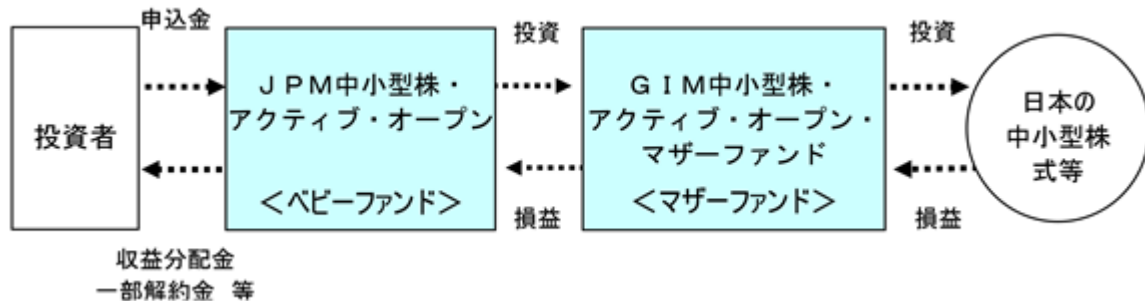 申込金
投資者
収益分配金
一部解約金 等
ＪＰＭ中小型株・
アクティブ・オープン
＜ベビーファンド＞
投資
損益
ＧＩＭ中小型株・
アクティブ・オープン・
マザーファンド
＜マザーファンド＞
投資
損益
日本の
中小型株
式等